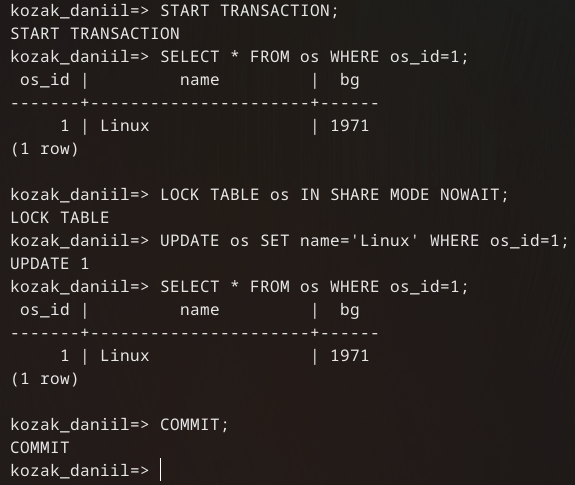 kozak_daniil=> START TRANSACTION;
START TRANSACTION
kozak_daniil=> SELECT * FROM os WHERE os_id=1;
 os_id |         name         |  bg
-------+----------------------+------
     1 | Linux                | 1971
(1 row)

kozak_daniil=> LOCK TABLE os IN SHARE MODE NOWAIT;
LOCK TABLE
kozak_daniil=> UPDATE os SET name='Linux' WHERE os_id=1;
UPDATE 1
kozak_daniil=> SELECT * FROM os WHERE os_id=1;
 os_id |         name         |  bg
-------+----------------------+------
     1 | Linux                | 1971
(1 row)

kozak_daniil=> COMMIT;
COMMIT
kozak_daniil=>